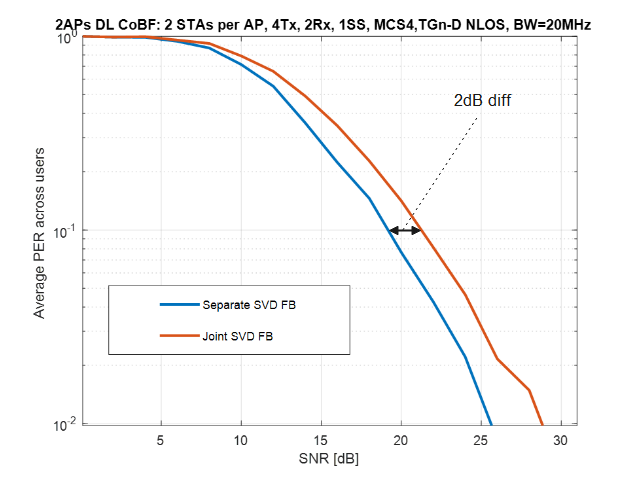 2APs DL CoBF: 2 STAs per AP, 4Tx, 2Rx, 1SS, MCS4,TGn-D NLOS, BW=20MHz
10^0
2dB diff
Average PER across users
10^-1
Separate SVD FB
Joint SVD FB
10^-2
5 10 15 20 25 30
SNR [dB]